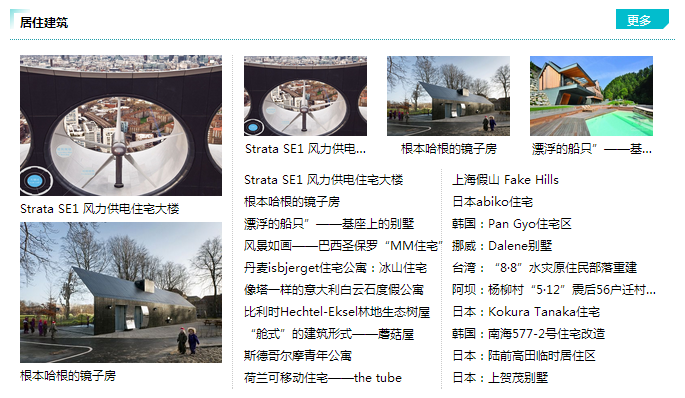 居住建筑
更多
Strata SE1 风力供电住宅大楼
根本哈根的镜子房
Strata SE1 风力供电...
根本哈根的镜子房
漂浮的船只”——基...
Strata SE1 风力供电住宅大楼
根本哈根的镜子房
漂浮的船只”——基座上的别墅
风景如画——巴西圣保罗“MM住宅”
丹麦isbjerget住宅公寓：冰山住宅
像塔一样的意大利白云石度假公寓
比利时Hechtel-Eksel林地生态树屋
“舱式”的建筑形式——蘑菇屋
斯德哥尔摩青年公寓
荷兰可移动住宅——the tube
上海假山 Fake Hills
日本abiko住宅
韩国：Pan Gyo住宅区
挪威：Dalene别墅
台湾：“8·8”水灾原住民部落重建
阿坝：杨柳村“5·12”震后56户迁村...
日本：Kokura Tanaka住宅
韩国：南海577-2号住宅改造
日本：陆前高田临时居住区
日本：上贺茂别墅